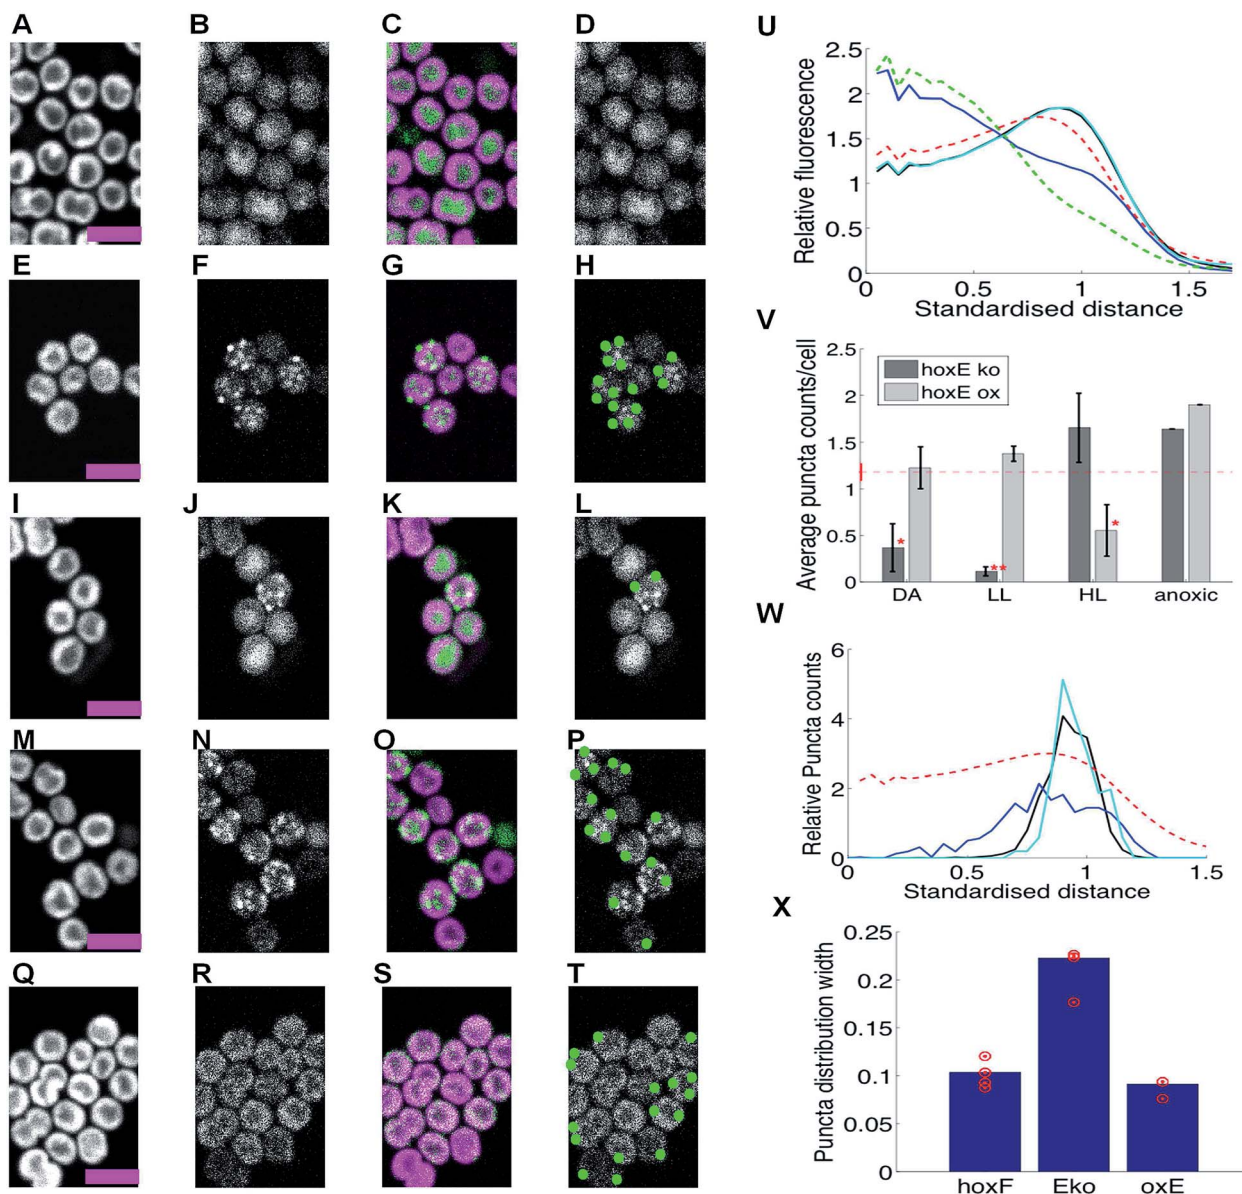 A B C D
E F G H
I J K L
M N O P
Q R S T
U
2.5
2
1.5
1
0.5
0
Relative fluorescence
0 0.5 1 1.5
Standardised distance
V
2.5
2
1.5
1
0.5
0
Average puncta counts/cell
hoxE ko
hoxE ox
*
**
*
DA LL HL anoxic
W
6
4
2
0
Relative Puncta counts
0 0.5 1 1.5
Standardised distance
X
0.25
0.2
0.15
0.1
0.05
0
Puncta distribution width
hoxF Eko oxE